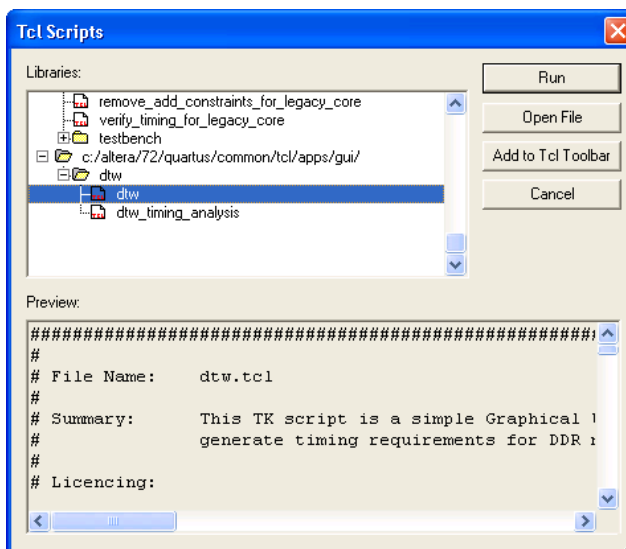 Tcl Scripts
Libraries:
remove_add_constraints_for_legacy_core
verify_timing_for_legacy_core
testbench
c:/altera/72/quartus/common/tcl/apps/gui/
dtw
dtw
dtw_timing_analysis
Run
Open File
Add to Tcl Toolbar
Cancel
Preview:
######################################################
#
# File Name: dtw.tcl
#
# Summary: This TK script is a simple Graphical
# generate timing requirements for DDR
#
# Licencing: